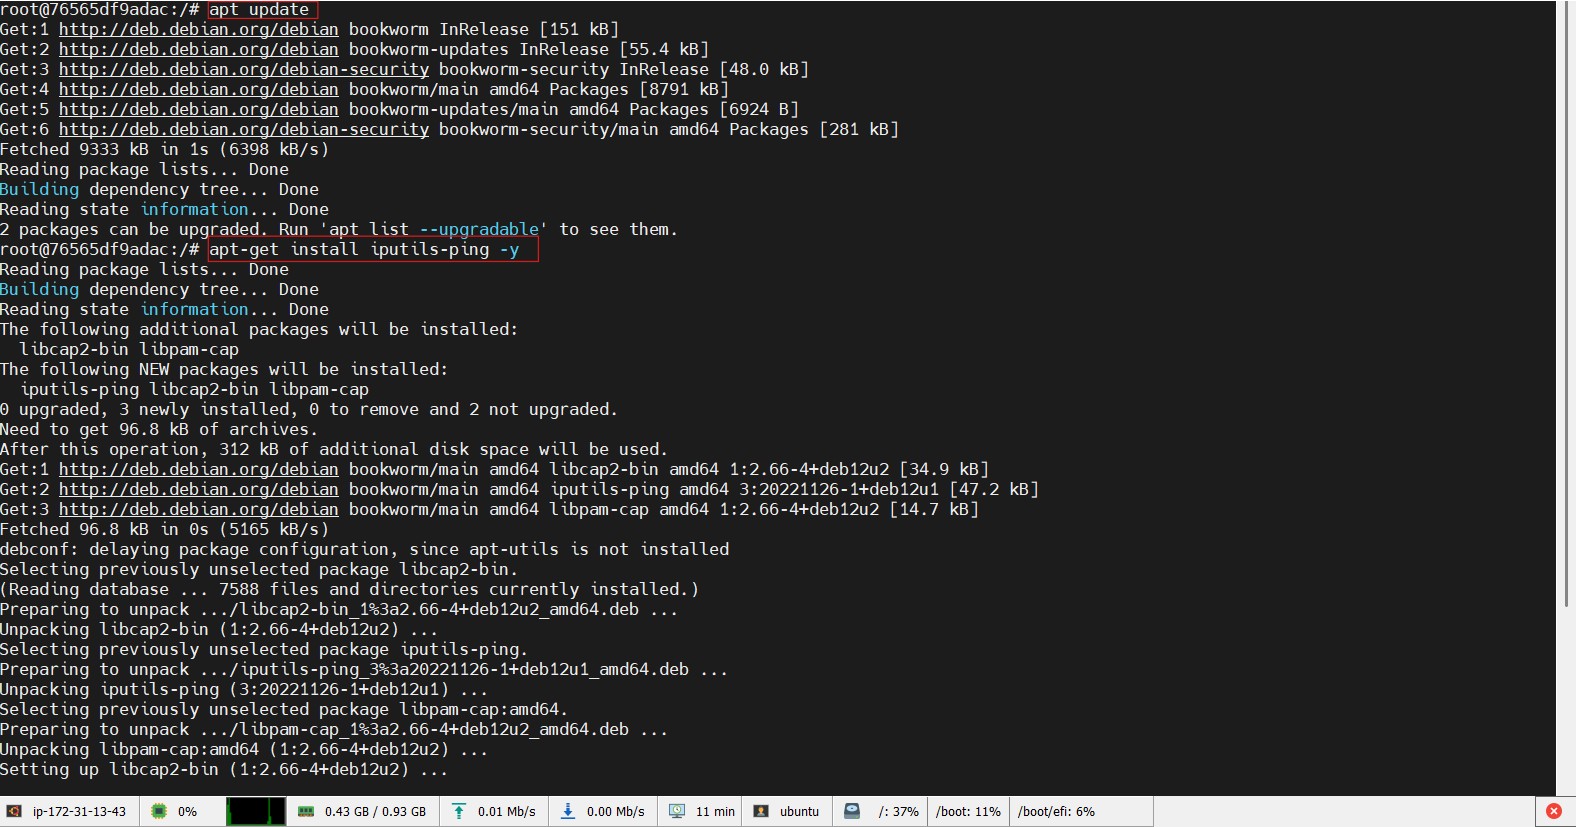 root@76565df9adac:/# apt update
Get:1 http://deb.debian.org/debian bookworm InRelease [151 kB]
Get:2 http://deb.debian.org/debian bookworm-updates InRelease [55.4 kB]
Get:3 http://deb.debian.org/debian-security bookworm-security InRelease [48.0 kB]
Get:4 http://deb.debian.org/debian bookworm/main amd64 Packages [8791 kB]
Get:5 http://deb.debian.org/debian bookworm-updates/main amd64 Packages [6924 B]
Get:6 http://deb.debian.org/debian-security bookworm-security/main amd64 Packages [281 kB]
Fetched 9333 kB in 1s (6398 kB/s)
Reading package lists... Done
Building dependency tree... Done
Reading state information... Done
2 packages can be upgraded. Run 'apt list --upgradable' to see them.
root@76565df9adac:/# apt-get install iputils-ping -y
Reading package lists... Done
Building dependency tree... Done
Reading state information... Done
The following additional packages will be installed:
  libcap2-bin libpam-cap
The following NEW packages will be installed:
  iputils-ping libcap2-bin libpam-cap
0 upgraded, 3 newly installed, 0 to remove and 2 not upgraded.
Need to get 96.8 kB of archives.
After this operation, 312 kB of additional disk space will be used.
Get:1 http://deb.debian.org/debian bookworm/main amd64 libcap2-bin amd64 1:2.66-4+deb12u2 [34.9 kB]
Get:2 http://deb.debian.org/debian bookworm/main amd64 iputils-ping amd64 3:20221126-1+deb12u1 [47.2 kB]
Get:3 http://deb.debian.org/debian bookworm/main amd64 libpam-cap amd64 1:2.66-4+deb12u2 [14.7 kB]
Fetched 96.8 kB in 0s (5165 kB/s)
debconf: delaying package configuration, since apt-utils is not installed
Selecting previously unselected package libcap2-bin.
(Reading database ... 7588 files and directories currently installed.)
Preparing to unpack .../libcap2-bin_1%3a2.66-4+deb12u2_amd64.deb ...
Unpacking libcap2-bin (1:2.66-4+deb12u2) ...
Selecting previously unselected package iputils-ping.
Preparing to unpack .../iputils-ping_3%3a20221126-1+deb12u1_amd64.deb ...
Unpacking iputils-ping (3:20221126-1+deb12u1) ...
Selecting previously unselected package libpam-cap:amd64.
Preparing to unpack .../libpam-cap_1%3a2.66-4+deb12u2_amd64.deb ...
Unpacking libpam-cap:amd64 (1:2.66-4+deb12u2) ...
Setting up libcap2-bin (1:2.66-4+deb12u2) ...
ip-172-31-13-43 0% 0.43 GB / 0.93 GB 0.01 Mb/s 0.00 Mb/s 11 min ubuntu /: 37% /boot: 11% /boot/efi: 6%